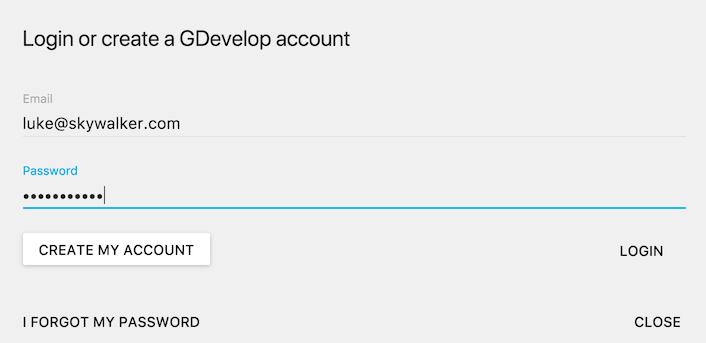 Login or create a GDevelop account
Email
luke@skywalker.com
Password
•••••••••••
CREATE MY ACCOUNT
LOGIN
I FORGOT MY PASSWORD
CLOSE